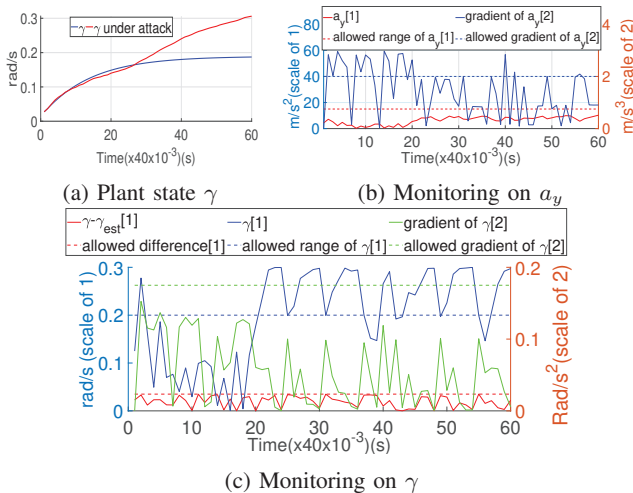 γ γ under attack
rad/s
0.3
0.2
0.1
0
0 20 40 60
Time(x40x10⁻³)(s)
(a) Plant state γ
a_y[1] gradient of a_y[2]
allowed range of a_y[1] allowed gradient of a_y[2]
m/s²(scale of 1)
80
60
40
20
0
m/s³(scale of 2)
4
2
0
10 20 30 40 50 60
Time(x40x10⁻³)(s)
(b) Monitoring on a_y
γ-γ_est[1] γ[1] gradient of γ[2]
allowed difference[1] allowed range of γ[1] allowed gradient of γ[2]
rad/s (scale of 1)
0.3
0.2
0.1
0
Rad/s²(scale of 2)
0.2
0.1
0
0 10 20 30 40 50 60
Time(x40x10⁻³)(s)
(c) Monitoring on γ